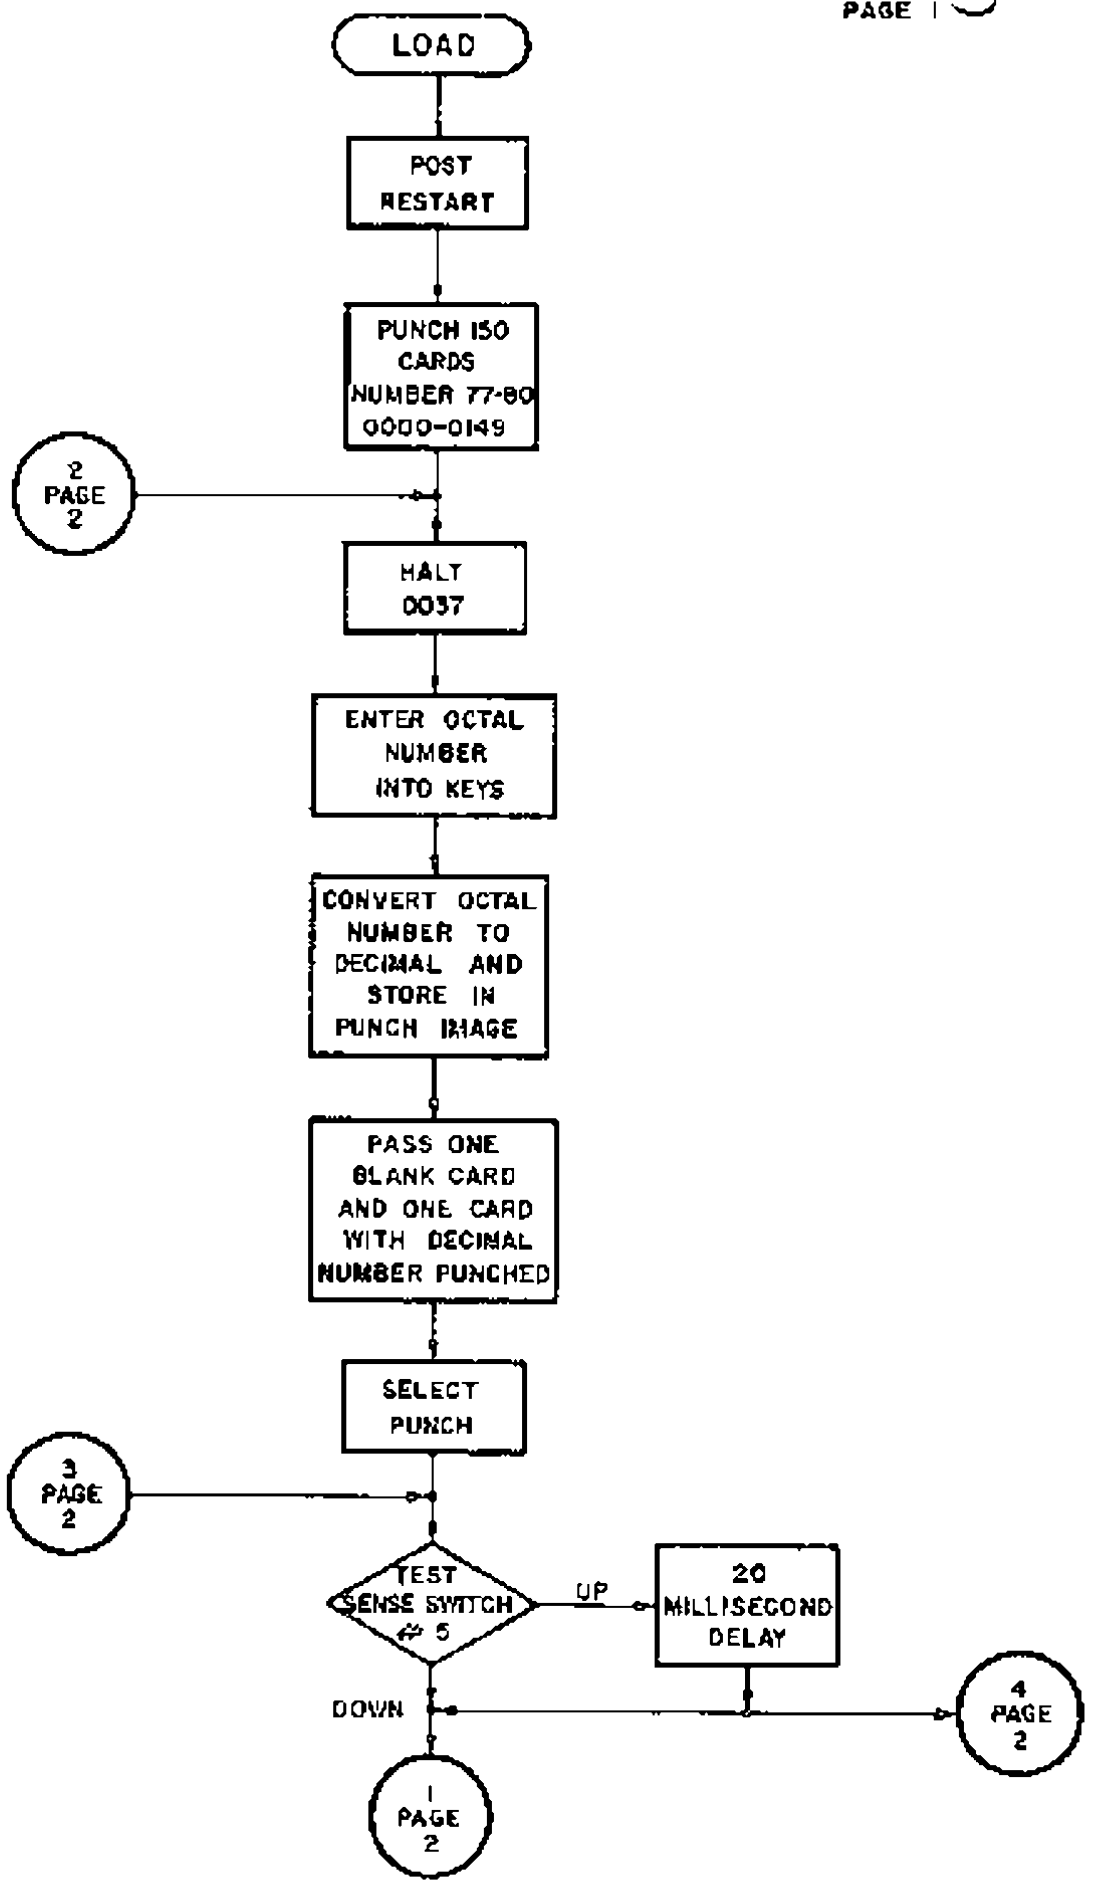 PAGE 1
LOAD
POST
RESTART
PUNCH 150
CARDS
NUMBER 77-80
0000-0149
2
PAGE
2
HALT
0037
ENTER OCTAL
NUMBER
INTO KEYS
CONVERT OCTAL
NUMBER TO
DECIMAL AND
STORE IN
PUNCH IMAGE
PASS ONE
BLANK CARD
AND ONE CARD
WITH DECIMAL
NUMBER PUNCHED
SELECT
PUNCH
3
PAGE
2
TEST
SENSE SWITCH
# 5
UP
20
MILLISECOND
DELAY
DOWN
4
PAGE
2
1
PAGE
2